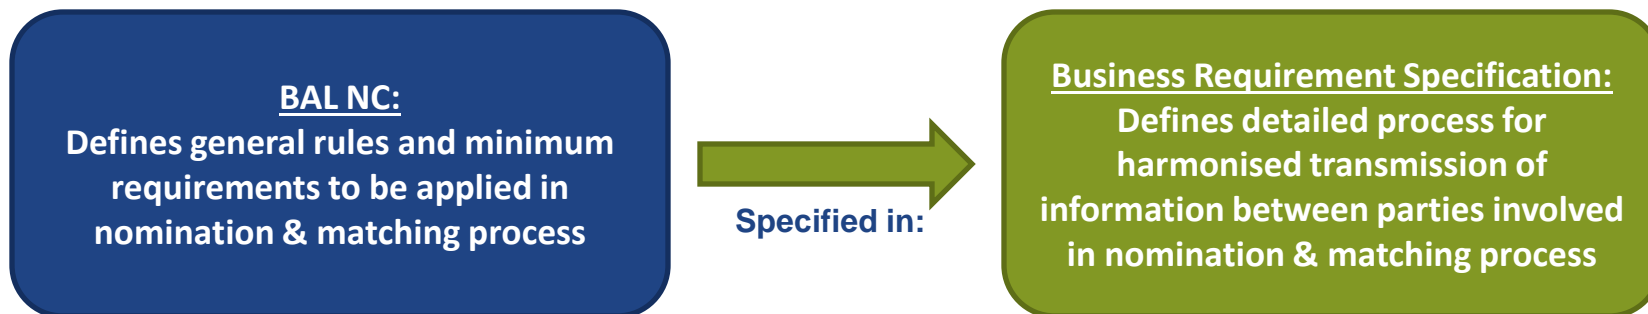 BAL NC:
Defines general rules and minimum
requirements to be applied in
nomination & matching process
Specified in:
Business Requirement Specification:
Defines detailed process for
harmonised transmission of
information between parties involved
in nomination & matching process